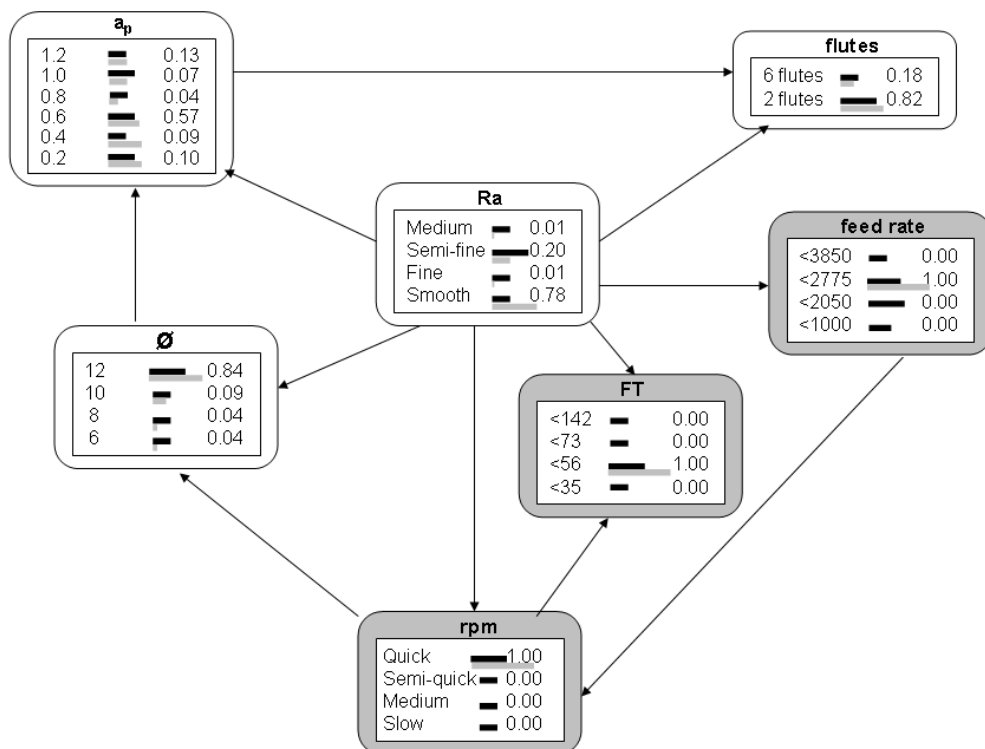 aₚ
1.2 0.13
1.0 0.07
0.8 0.04
0.6 0.57
0.4 0.09
0.2 0.10
flutes
6 flutes 0.18
2 flutes 0.82
Ra
Medium 0.01
Semi-fine 0.20
Fine 0.01
Smooth 0.78
feed rate
<3850 0.00
<2775 1.00
<2050 0.00
<1000 0.00
Ø
12 0.84
10 0.09
8 0.04
6 0.04
FT
<142 0.00
<73 0.00
<56 1.00
<35 0.00
rpm
Quick 1.00
Semi-quick 0.00
Medium 0.00
Slow 0.00